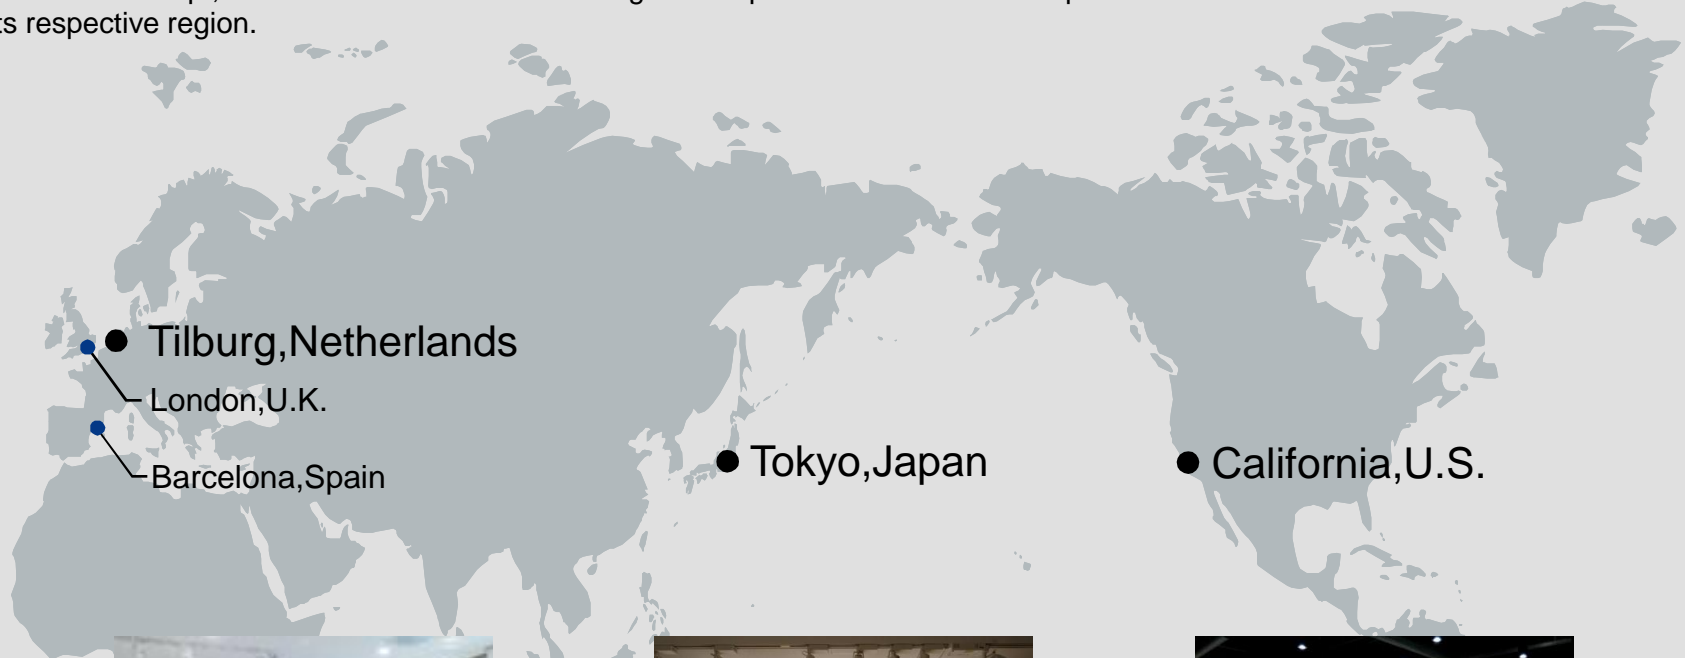 ts respective region.
Tilburg,Netherlands
London,U.K.
Barcelona,Spain
Tokyo,Japan
California,U.S.